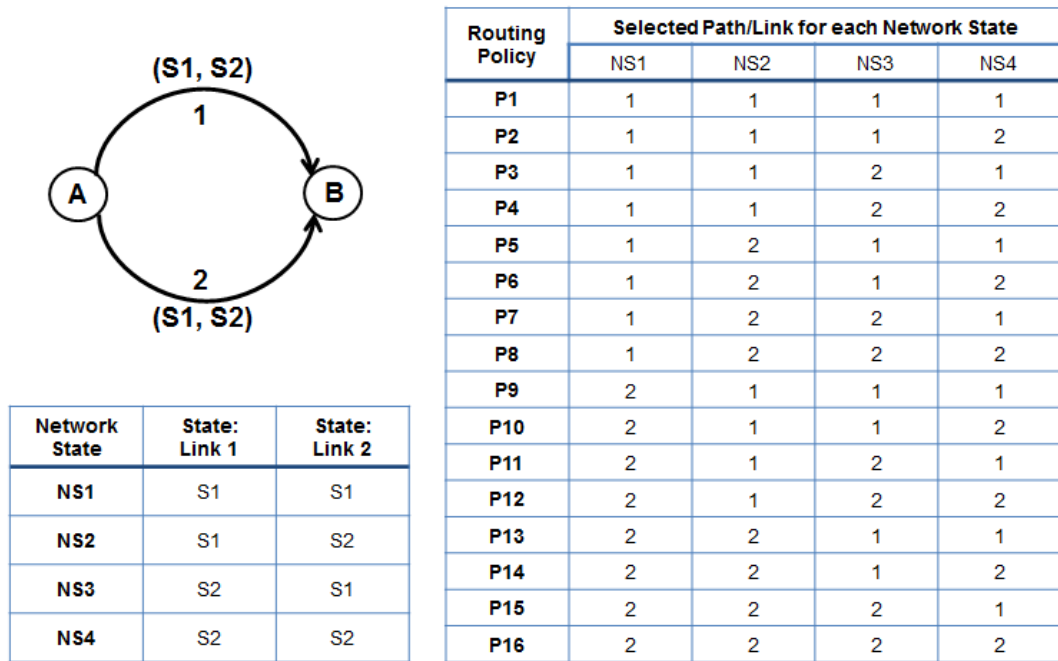 (S1, S2)
1
A
B
2
(S1, S2)
Network State State: Link 1 State: Link 2
NS1 S1 S1
NS2 S1 S2
NS3 S2 S1
NS4 S2 S2
Routing Policy Selected Path/Link for each Network State
NS1 NS2 NS3 NS4
P1 1 1 1 1
P2 1 1 1 2
P3 1 1 2 1
P4 1 1 2 2
P5 1 2 1 1
P6 1 2 1 2
P7 1 2 2 1
P8 1 2 2 2
P9 2 1 1 1
P10 2 1 1 2
P11 2 1 2 1
P12 2 1 2 2
P13 2 2 1 1
P14 2 2 1 2
P15 2 2 2 1
P16 2 2 2 2